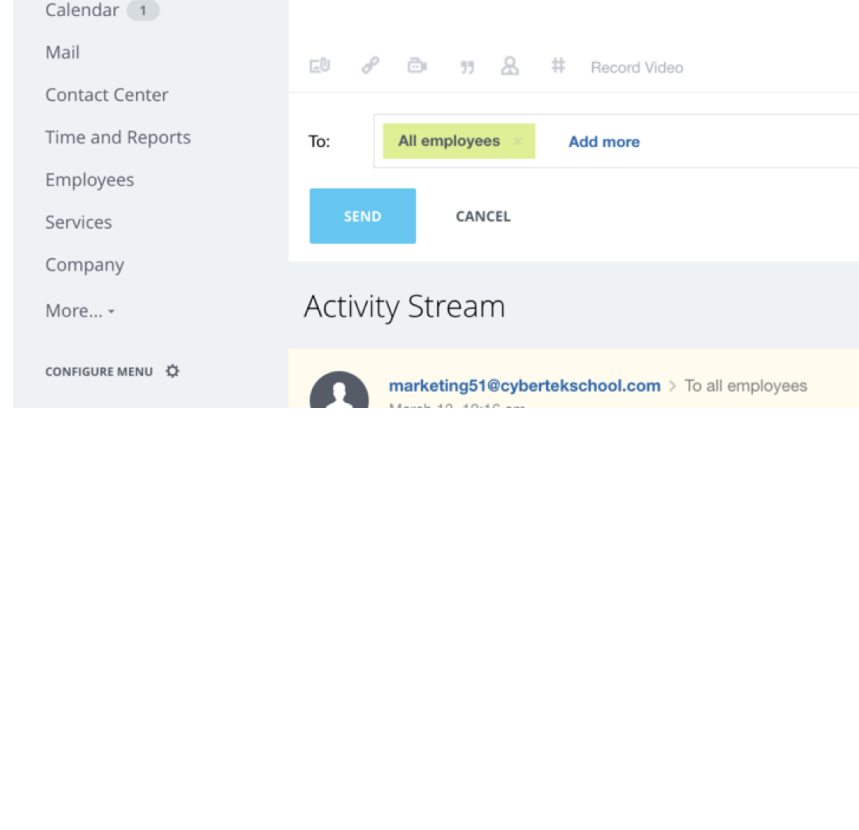 Calendar 1
Mail
Contact Center
Time and Reports
Employees
Services
Company
More...
CONFIGURE MENU
# Record Video
To: All employees × Add more
SEND CANCEL
Activity Stream
marketing51@cybertekschool.com > To all employees